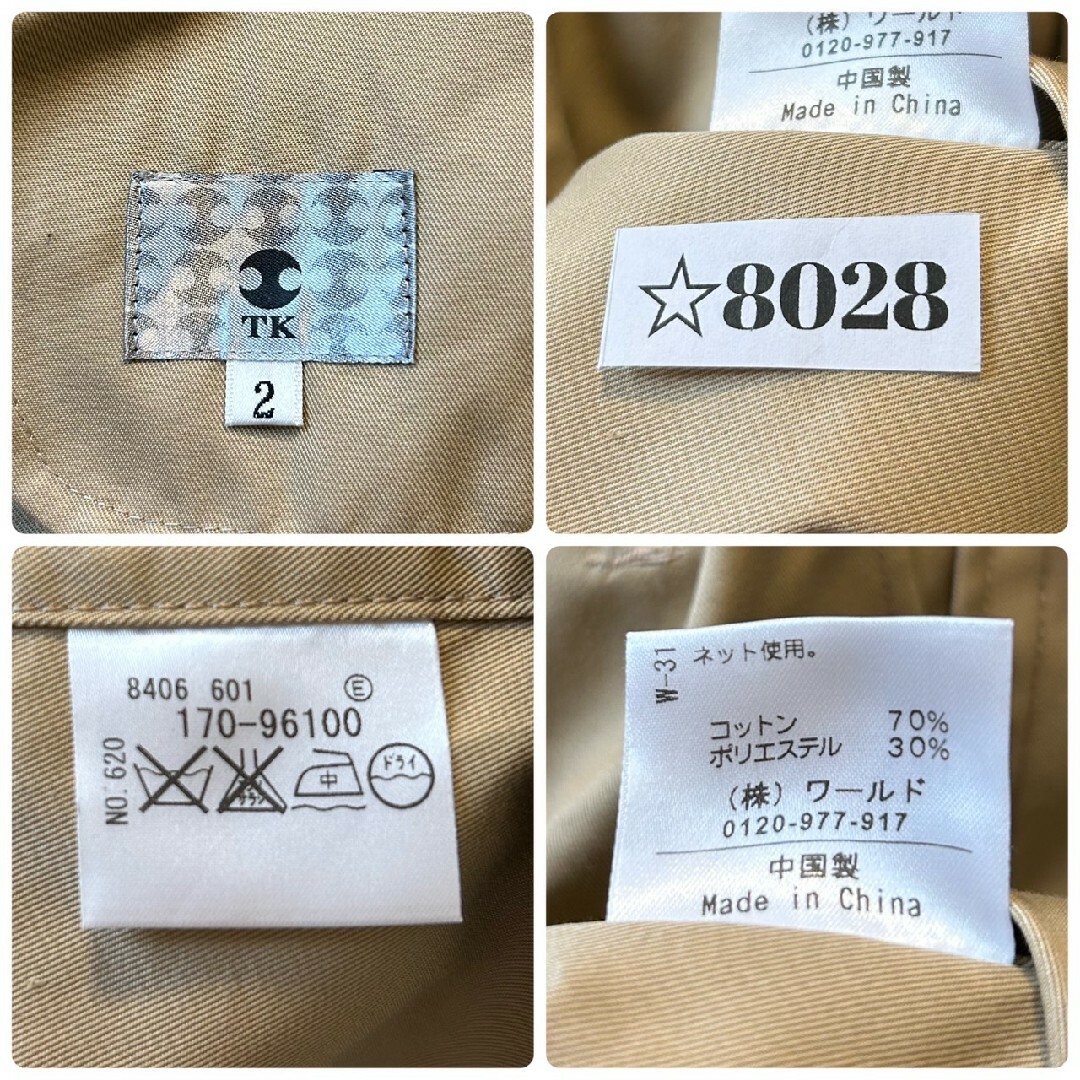 TK
2
(株) ワールド
0120-977-917
中国製
Made in China
☆8028
8406 601 Ⓔ
170-96100
NO.620
中
ドライ
W-31
ネット使用。
コットン 70%
ポリエステル 30%
(株) ワールド
0120-977-917
中国製
Made in China